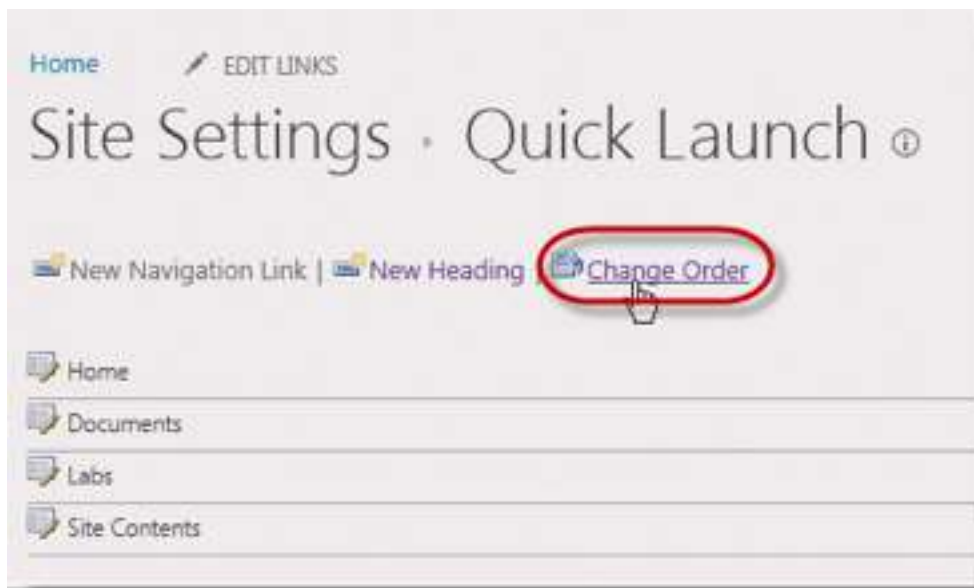 Home EDIT LINKS
Site Settings · Quick Launch
New Navigation Link | New Heading | Change Order
Home
Documents
Labs
Site Contents